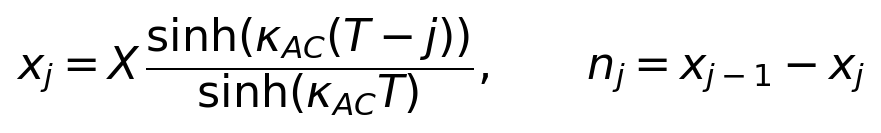 x_j = X \frac{\sinh(\kappa_{AC}(T-j))}{\sinh(\kappa_{AC}T)}, \qquad n_j = x_{j-1} - x_j